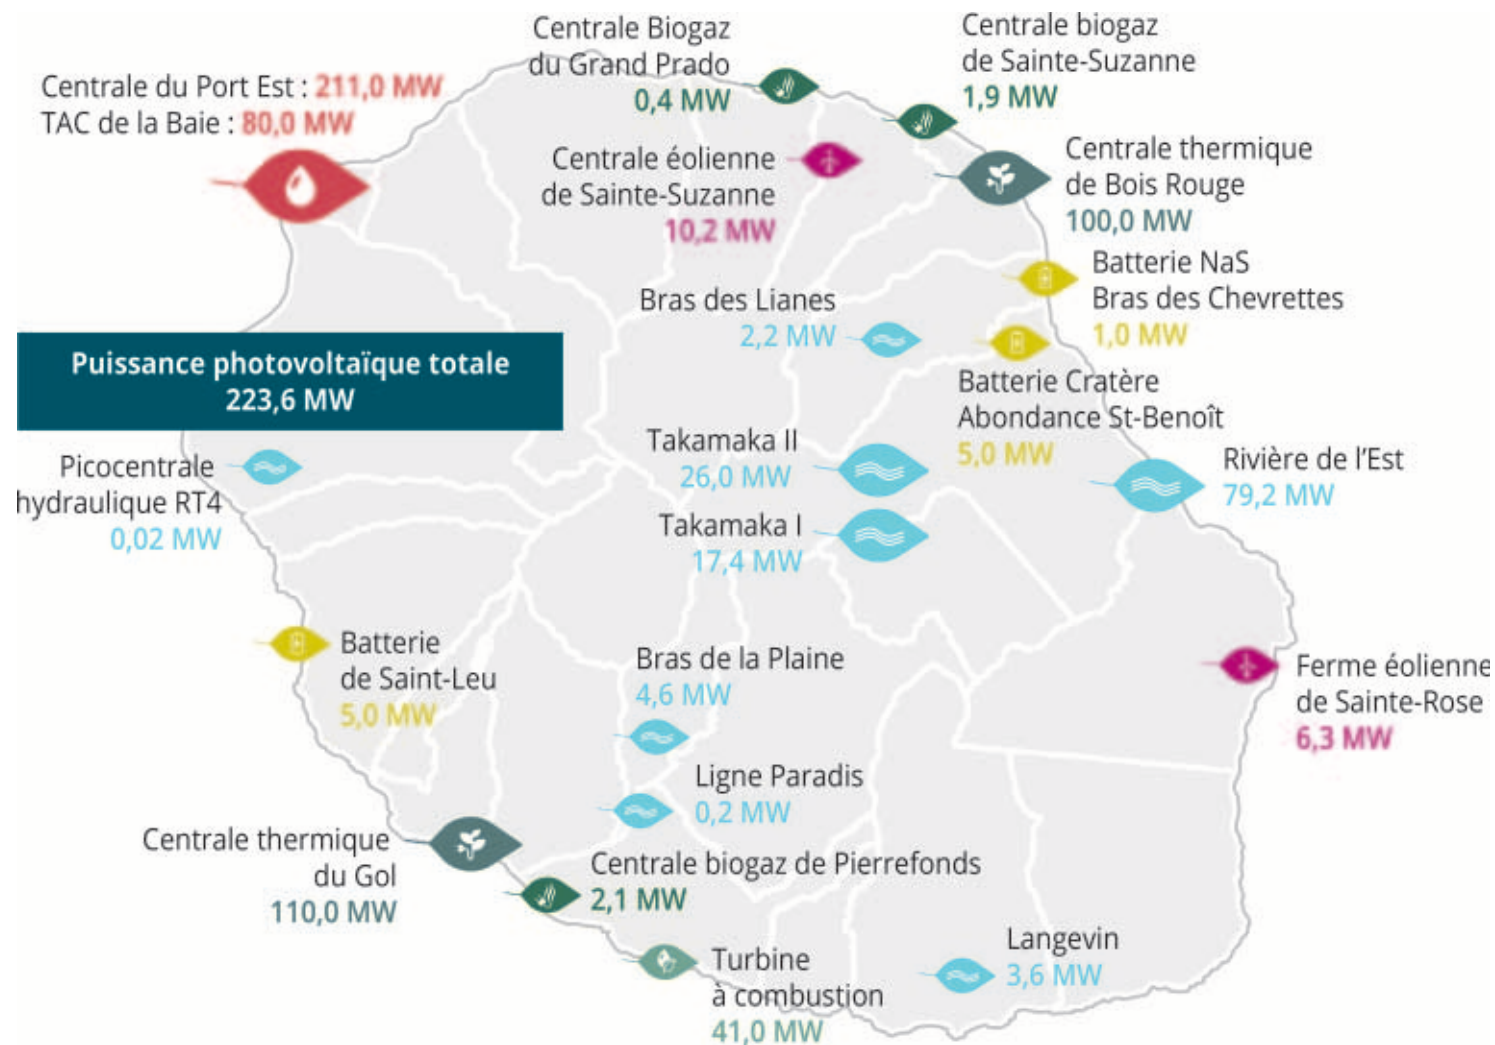 Centrale Biogaz
du Grand Prado
0,4 MW
Centrale biogaz
de Sainte-Suzanne
1,9 MW
Centrale du Port Est : 211,0 MW
TAC de la Baie : 80,0 MW
Centrale éolienne
de Sainte-Suzanne
10,2 MW
Centrale thermique
de Bois Rouge
100,0 MW
Batterie NaS
Bras des Chevrettes
1,0 MW
Bras des Lianes
2,2 MW
Puissance photovoltaïque totale
223,6 MW
Batterie Cratère
Abondance St-Benoît
5,0 MW
Takamaka II
26,0 MW
Rivière de l'Est
79,2 MW
Picocentrale
hydraulique RT4
0,02 MW
Takamaka I
17,4 MW
Batterie
de Saint-Leu
5,0 MW
Bras de la Plaine
4,6 MW
Ferme éolienne
de Sainte-Rose
6,3 MW
Ligne Paradis
0,2 MW
Centrale thermique
du Gol
110,0 MW
Centrale biogaz de Pierrefonds
2,1 MW
Langevin
3,6 MW
Turbine
à combustion
41,0 MW